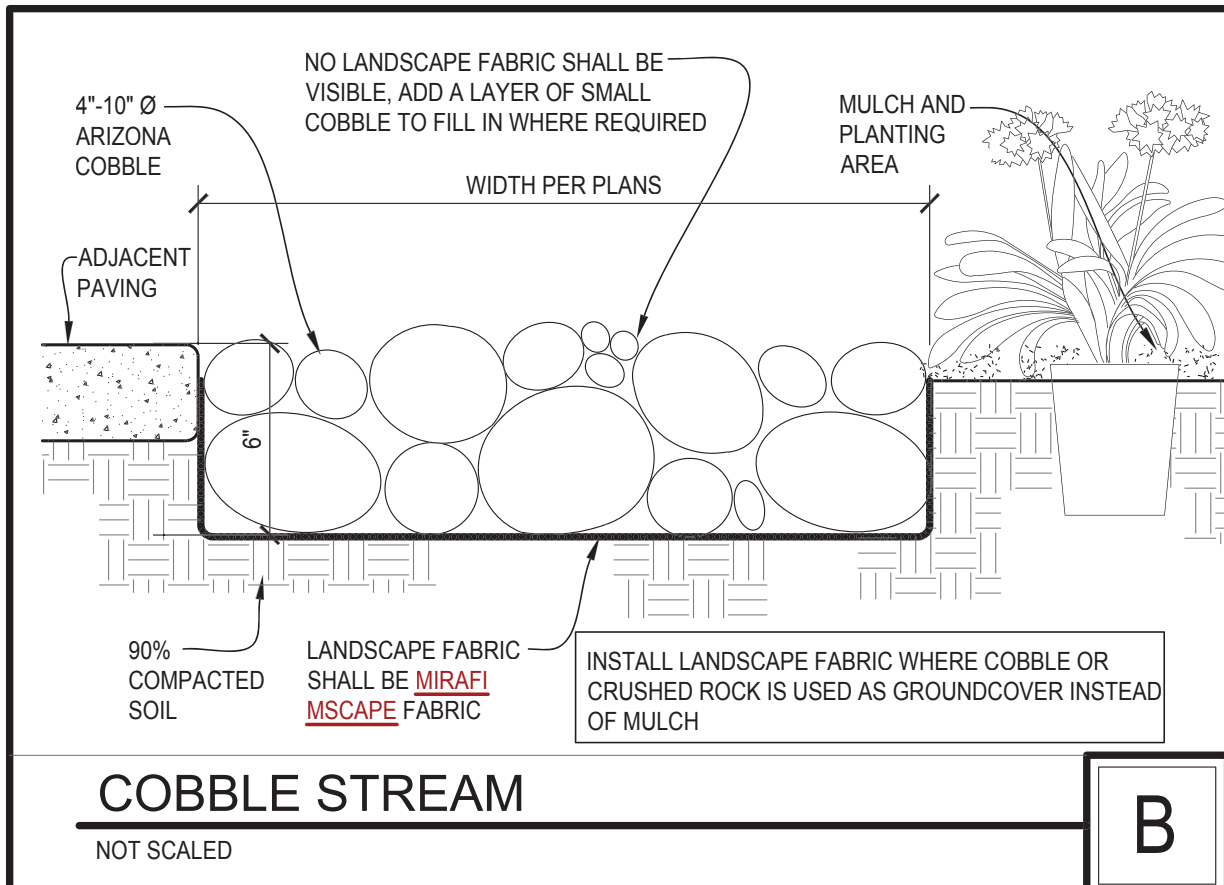 NO LANDSCAPE FABRIC SHALL BE
VISIBLE, ADD A LAYER OF SMALL
COBBLE TO FILL IN WHERE REQUIRED
4"-10" Ø
ARIZONA
COBBLE
MULCH AND
PLANTING
AREA
WIDTH PER PLANS
ADJACENT
PAVING
6"
90%
COMPACTED
SOIL
LANDSCAPE FABRIC
SHALL BE MIRAFI
MSCAPE FABRIC
INSTALL LANDSCAPE FABRIC WHERE COBBLE OR
CRUSHED ROCK IS USED AS GROUNDCOVER INSTEAD
OF MULCH
COBBLE STREAM
NOT SCALED
B